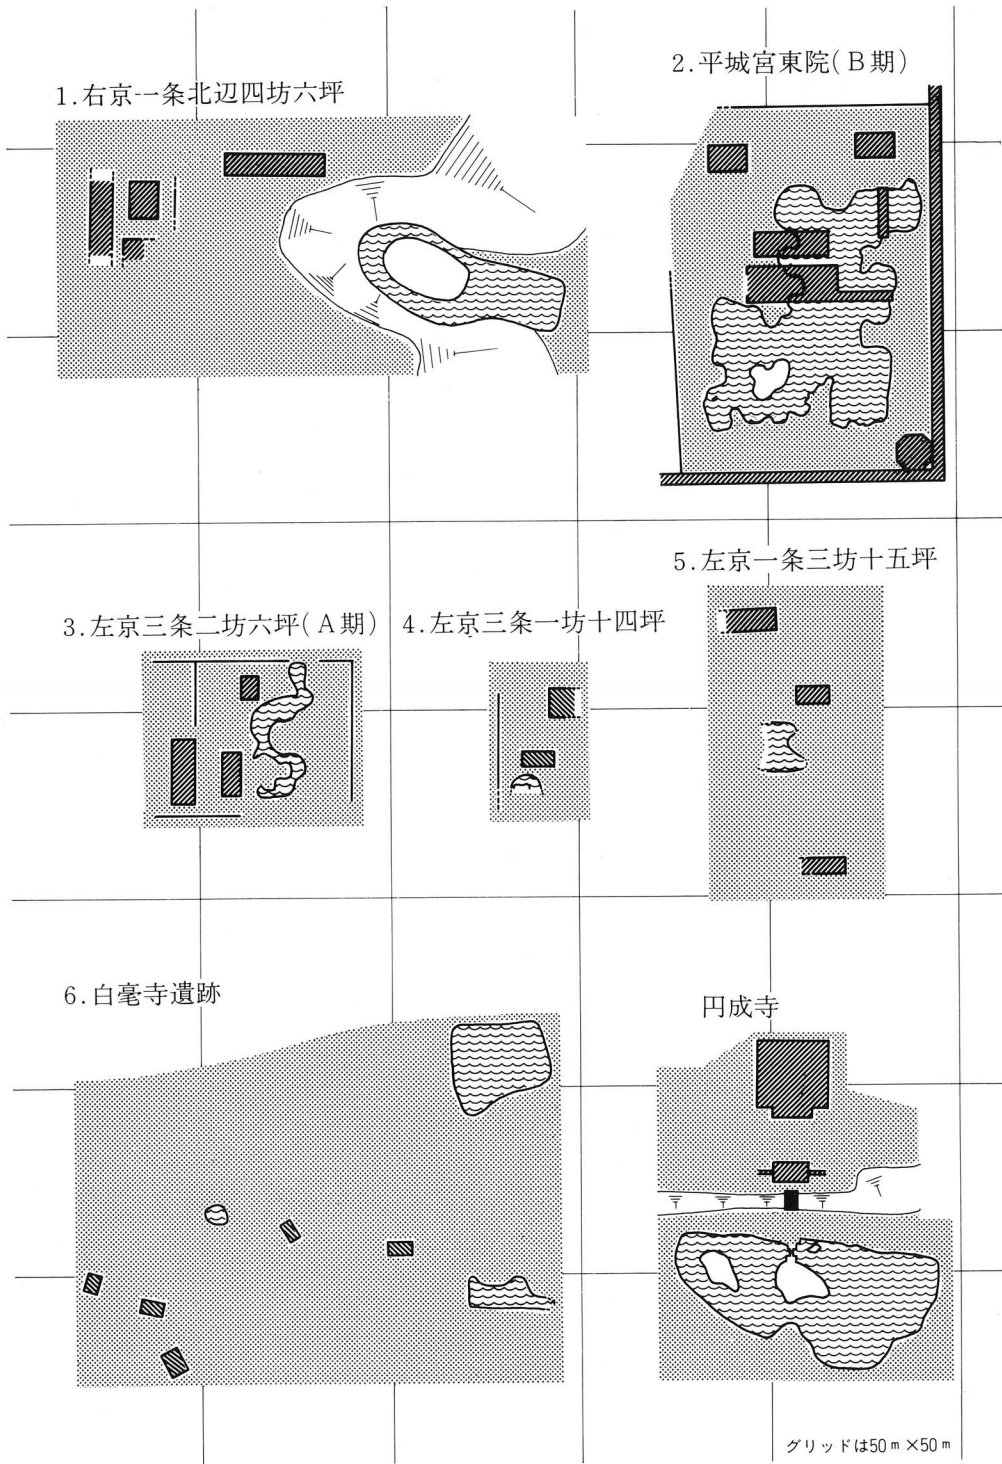 1.右京一条北辺四坊六坪
2.平城宮東院(B期)
3.左京三条二坊六坪(A期)
4.左京三条一坊十四坪
5.左京一条三坊十五坪
6.白毫寺遺跡
円成寺
グリッドは50m×50m